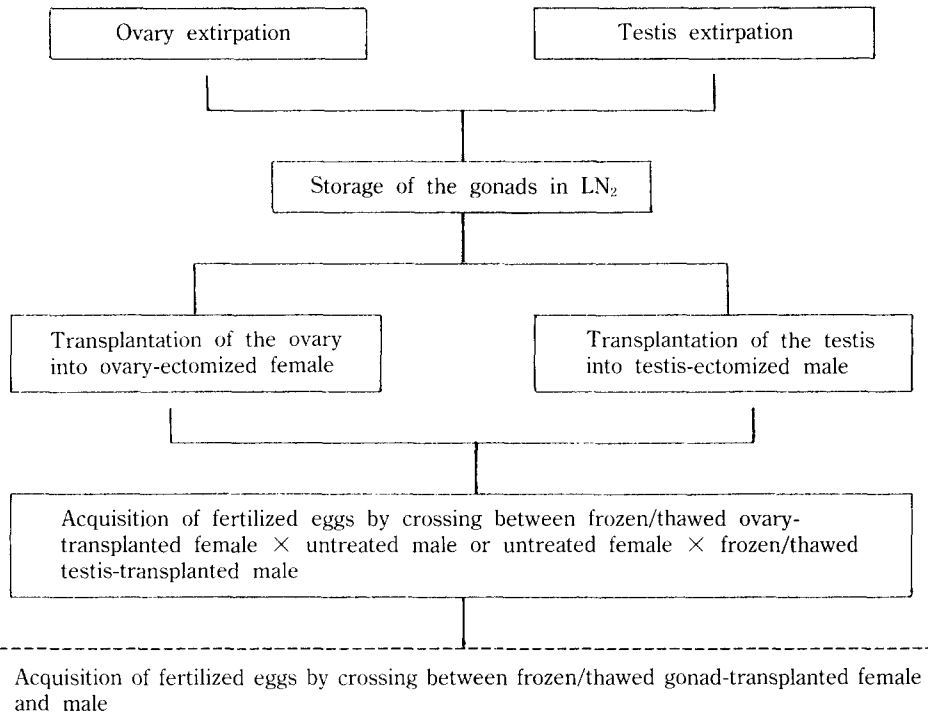 Ovary extirpation
Testis extirpation
Storage of the gonads in LN₂
Transplantation of the ovary
into ovary-ectomized female
Transplantation of the testis
into testis-ectomized male
Acquisition of fertilized eggs by crossing between frozen/thawed ovary-
transplanted female × untreated male or untreated female × frozen/thawed
testis-transplanted male
Acquisition of fertilized eggs by crossing between frozen/thawed gonad-transplanted female
and male